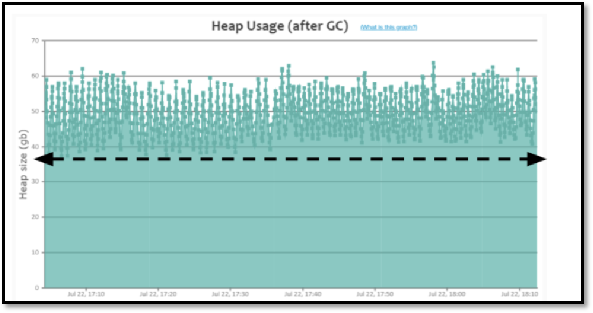 Heap Usage (after GC) (What is this graph?)
70
60
50
40
30
20
10
0
Heap size (gb)
Jul 22, 17:10 Jul 22, 17:20 Jul 22, 17:30 Jul 22, 17:40 Jul 22, 17:50 Jul 22, 18:00 Jul 22, 18:10